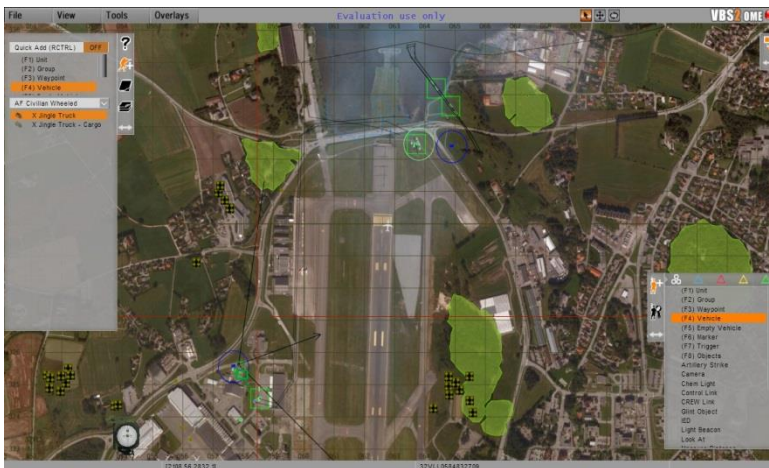 File View Tools Overlays Evaluation use only VBS2 OME
Quick Add (RCTRL) OFF
(F1) Unit
(F2) Group
(F3) Waypoint
(F4) Vehicle
AF Civilian Wheeled
X Jingle Truck
X Jingle Truck - Cargo
?
(F1) Unit
(F2) Group
(F3) Waypoint
(F4) Vehicle
(F5) Empty Vehicle
(F6) Marker
(F7) Trigger
(F8) Objects
Artillery Strike
Camera
Chem Light
Control Link
CREW Link
Glint Object
IED
Light Beacon
Look At